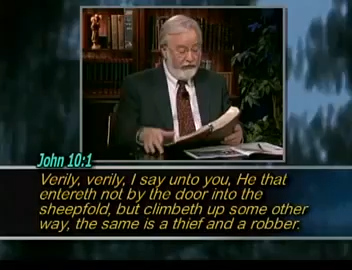 John 10:1
Verily, verily, I say unto you, He that
entereth not by the door into the
sheepfold, but climbeth up some other
way, the same is a thief and a robber.